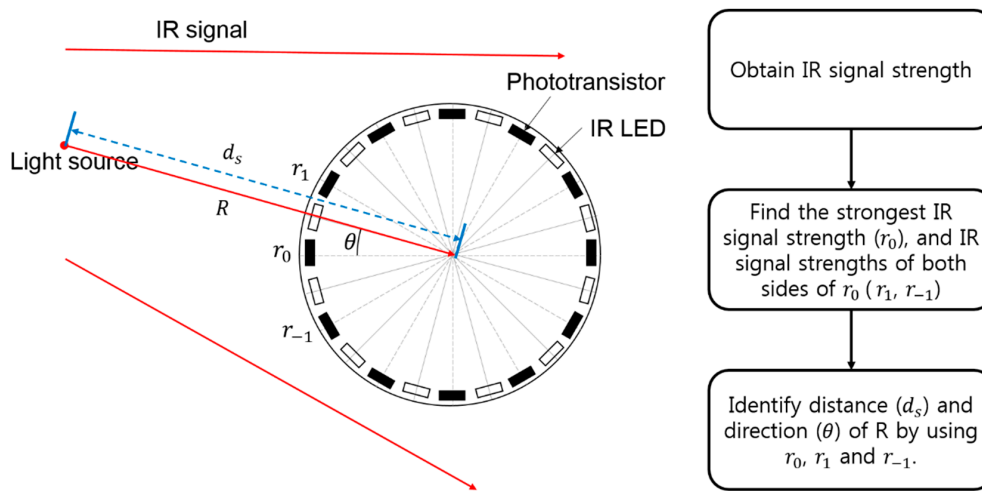 IR signal
Phototransistor
IR LED
Light source
d_s
R
θ
r_1
r_0
r_{-1}
Obtain IR signal strength
Find the strongest IR
signal strength (r_0), and IR
signal strengths of both
sides of r_0 (r_1, r_{-1})
Identify distance (d_s) and
direction (θ) of R by using
r_0, r_1 and r_{-1}.